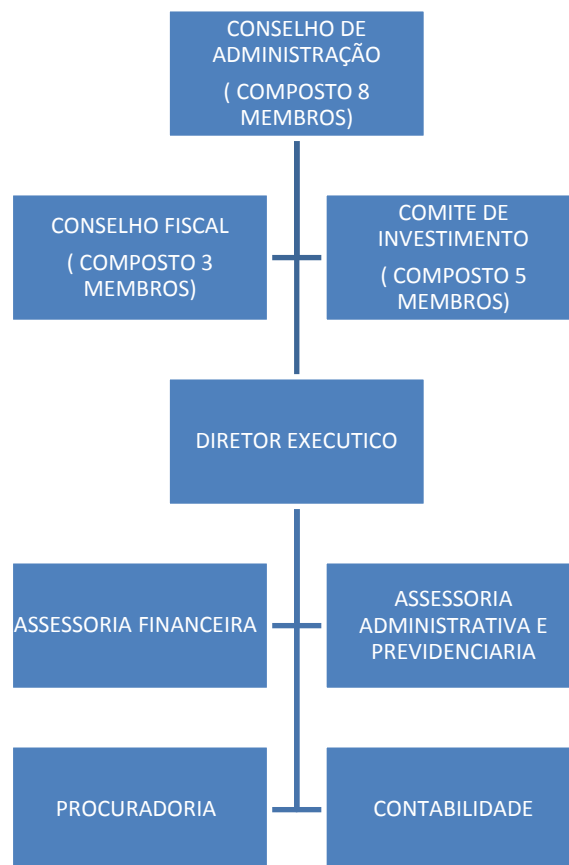 CONSELHO DE
ADMINISTRAÇÃO
( COMPOSTO 8
MEMBROS)
CONSELHO FISCAL
( COMPOSTO 3
MEMBROS)
COMITE DE
INVESTIMENTO
( COMPOSTO 5
MEMBROS)
DIRETOR EXECUTICO
ASSESSORIA FINANCEIRA
ASSESSORIA
ADMINISTRATIVA E
PREVIDENCIARIA
PROCURADORIA
CONTABILIDADE